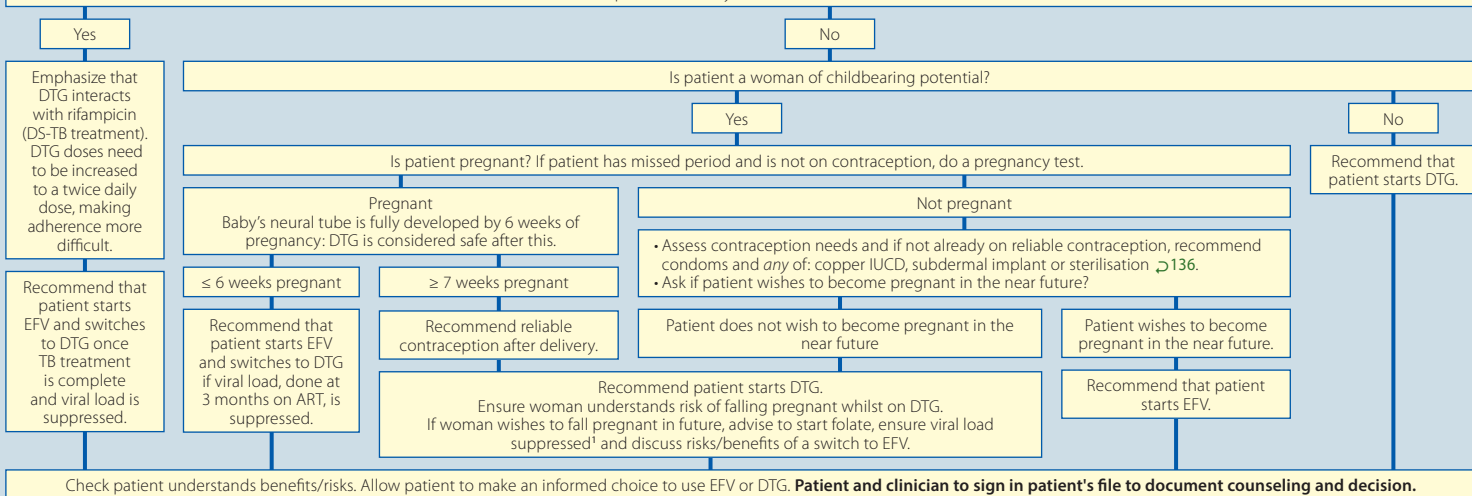 Yes
No
Emphasize that
DTG interacts
with rifampicin
(DS-TB treatment).
DTG doses need
to be increased
to a twice daily
dose, making
adherence more
difficult.
Recommend that
patient starts
EFV and switches
to DTG once
TB treatment
is complete
and viral load is
suppressed.
Is patient a woman of childbearing potential?
Yes
No
Is patient pregnant? If patient has missed period and is not on contraception, do a pregnancy test.
Recommend that
patient starts DTG.
Pregnant
Baby's neural tube is fully developed by 6 weeks of
pregnancy: DTG is considered safe after this.
≤ 6 weeks pregnant
Recommend that
patient starts EFV
and switches to DTG
if viral load, done at
3 months on ART, is
suppressed.
≥ 7 weeks pregnant
Recommend reliable
contraception after delivery.
Not pregnant
• Assess contraception needs and if not already on reliable contraception, recommend
condoms and any of: copper IUCD, subdermal implant or sterilisation ⤿136.
• Ask if patient wishes to become pregnant in the near future?
Patient does not wish to become pregnant in the
near future
Recommend patient starts DTG.
Ensure woman understands risk of falling pregnant whilst on DTG.
If woman wishes to fall pregnant in future, advise to start folate, ensure viral load
suppressed¹ and discuss risks/benefits of a switch to EFV.
Patient wishes to become
pregnant in the near future.
Recommend that patient
starts EFV.
Check patient understands benefits/risks. Allow patient to make an informed choice to use EFV or DTG. Patient and clinician to sign in patient's file to document counseling and decision.